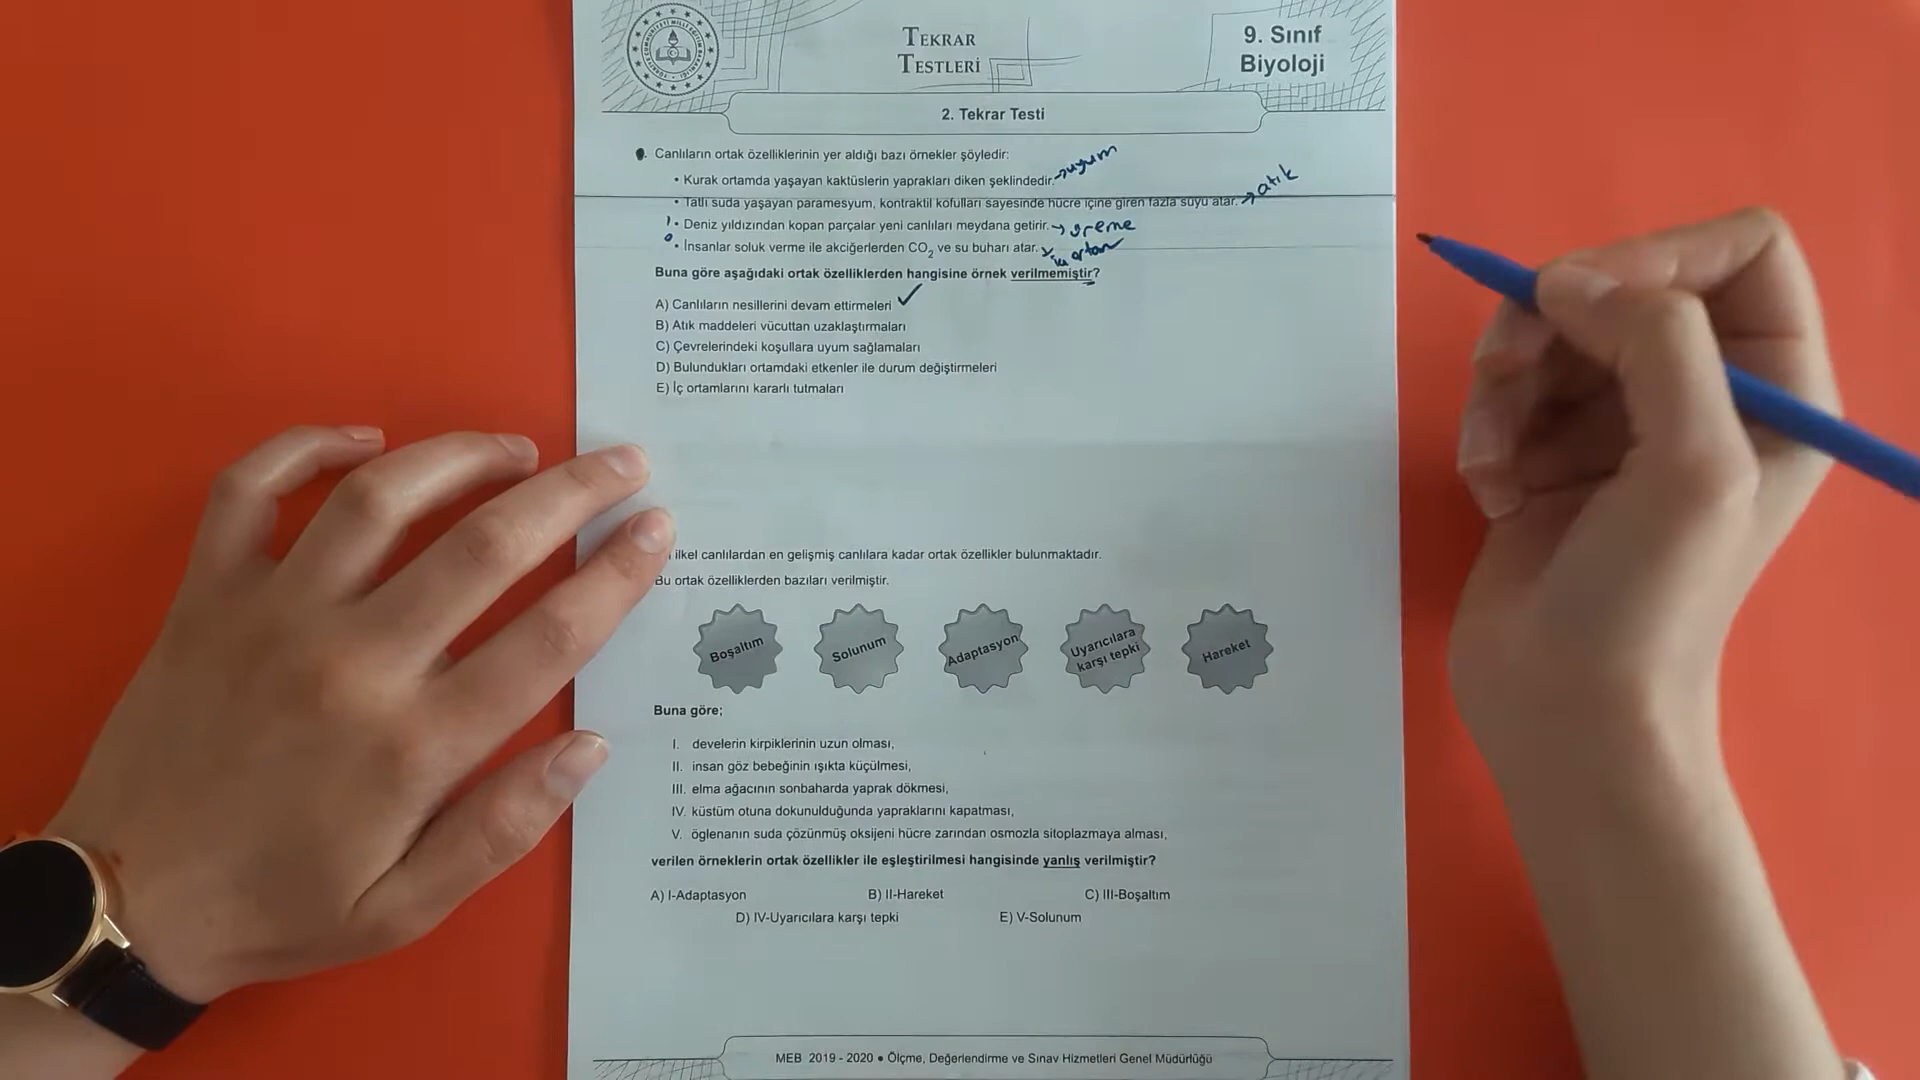 TEKRAR
TESTLERİ
9. Sınıf
Biyoloji
2. Tekrar Testi
Canlıların ortak özelliklerinin yer aldığı bazı örnekler şöyledir:
• Kurak ortamda yaşayan kaktüslerin yaprakları diken şeklindedir. →uyum
• Tatlı suda yaşayan paramesyum, kontraktil kofulları sayesinde hücre içine giren fazla suyu atar. → atık
• Deniz yıldızından kopan parçalar yeni canlıları meydana getirir. → üreme
• İnsanlar soluk verme ile akciğerlerden CO₂ ve su buharı atar. ortam
Buna göre aşağıdaki ortak özelliklerden hangisine örnek verilmemiştir?
A) Canlıların nesillerini devam ettirmeleri ✓
B) Atık maddeleri vücuttan uzaklaştırmaları
C) Çevrelerindeki koşullara uyum sağlamaları
D) Bulundukları ortamdaki etkenler ile durum değiştirmeleri
E) İç ortamlarını kararlı tutmaları
ilkel canlılardan en gelişmiş canlılara kadar ortak özellikler bulunmaktadır.
Bu ortak özelliklerden bazıları verilmiştir.
Boşaltım
Solunum
Adaptasyon
Uyarıcılara
karşı tepki
Hareket
Buna göre;
I. develerin kirpiklerinin uzun olması,
II. insan göz bebeğinin ışıkta küçülmesi,
III. elma ağacının sonbaharda yaprak dökmesi,
IV. küstüm otuna dokunulduğunda yapraklarını kapatması,
V. öglenanın suda çözünmüş oksijeni hücre zarından osmozla sitoplazmaya alması,
verilen örneklerin ortak özellikler ile eşleştirilmesi hangisinde yanlış verilmiştir?
A) I-Adaptasyon
B) II-Hareket
C) III-Boşaltım
D) IV-Uyarıcılara karşı tepki
E) V-Solunum
MEB 2019 - 2020 ● Ölçme, Değerlendirme ve Sınav Hizmetleri Genel Müdürlüğü